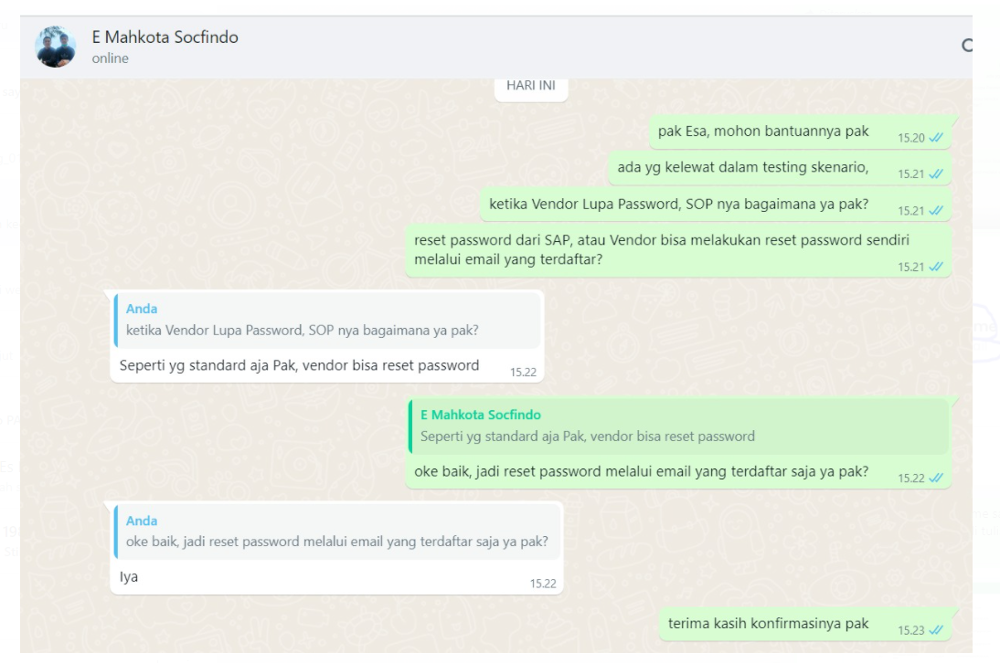 E Mahkota Socfindo
online
HARI INI
pak Esa, mohon bantuannya pak
15.20
ada yg kelewat dalam testing skenario,
15.21
ketika Vendor Lupa Password, SOP nya bagaimana ya pak?
15.21
reset password dari SAP, atau Vendor bisa melakukan reset password sendiri
melalui email yang terdaftar?
15.21
Anda
ketika Vendor Lupa Password, SOP nya bagaimana ya pak?
Seperti yg standard aja Pak, vendor bisa reset password
15.22
E Mahkota Socfindo
Seperti yg standard aja Pak, vendor bisa reset password
oke baik, jadi reset password melalui email yang terdaftar saja ya pak?
15.22
Anda
oke baik, jadi reset password melalui email yang terdaftar saja ya pak?
Iya
15.22
terima kasih konfirmasinya pak
15.23